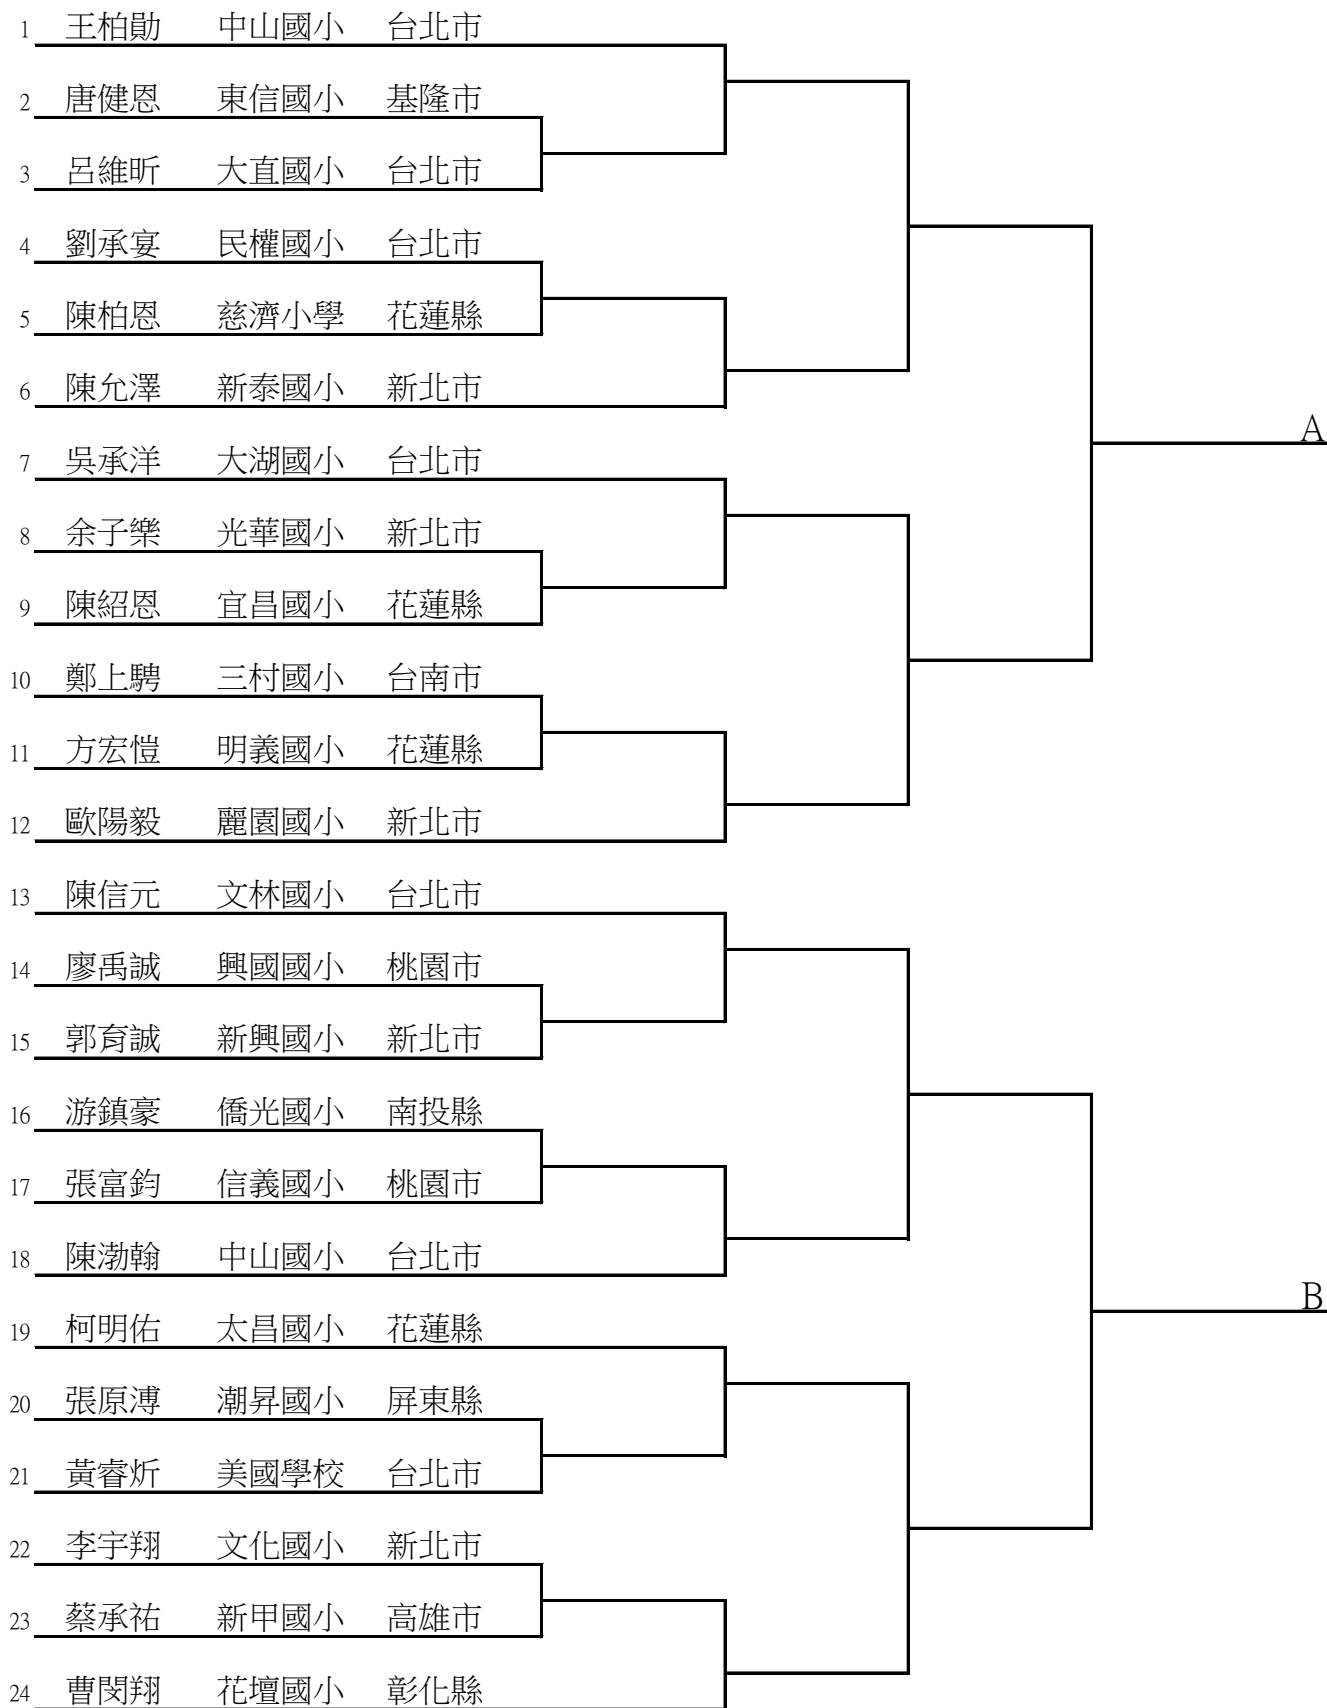 1 王柏勛 中山國小 台北市
2 唐健恩 東信國小 基隆市
3 呂維昕 大直國小 台北市
4 劉承宴 民權國小 台北市
5 陳柏恩 慈濟小學 花蓮縣
6 陳允澤 新泰國小 新北市
A
7 吳承洋 大湖國小 台北市
8 余子樂 光華國小 新北市
9 陳紹恩 宜昌國小 花蓮縣
10 鄭上騁 三村國小 台南市
11 方宏愷 明義國小 花蓮縣
12 歐陽毅 麗園國小 新北市
13 陳信元 文林國小 台北市
14 廖禹誠 興國國小 桃園市
15 郭育誠 新興國小 新北市
16 游鎮豪 僑光國小 南投縣
17 張富鈞 信義國小 桃園市
18 陳渤翰 中山國小 台北市
B
19 柯明佑 太昌國小 花蓮縣
20 張原溥 潮昇國小 屏東縣
21 黃睿炘 美國學校 台北市
22 李宇翔 文化國小 新北市
23 蔡承祐 新甲國小 高雄市
24 曹閔翔 花壇國小 彰化縣